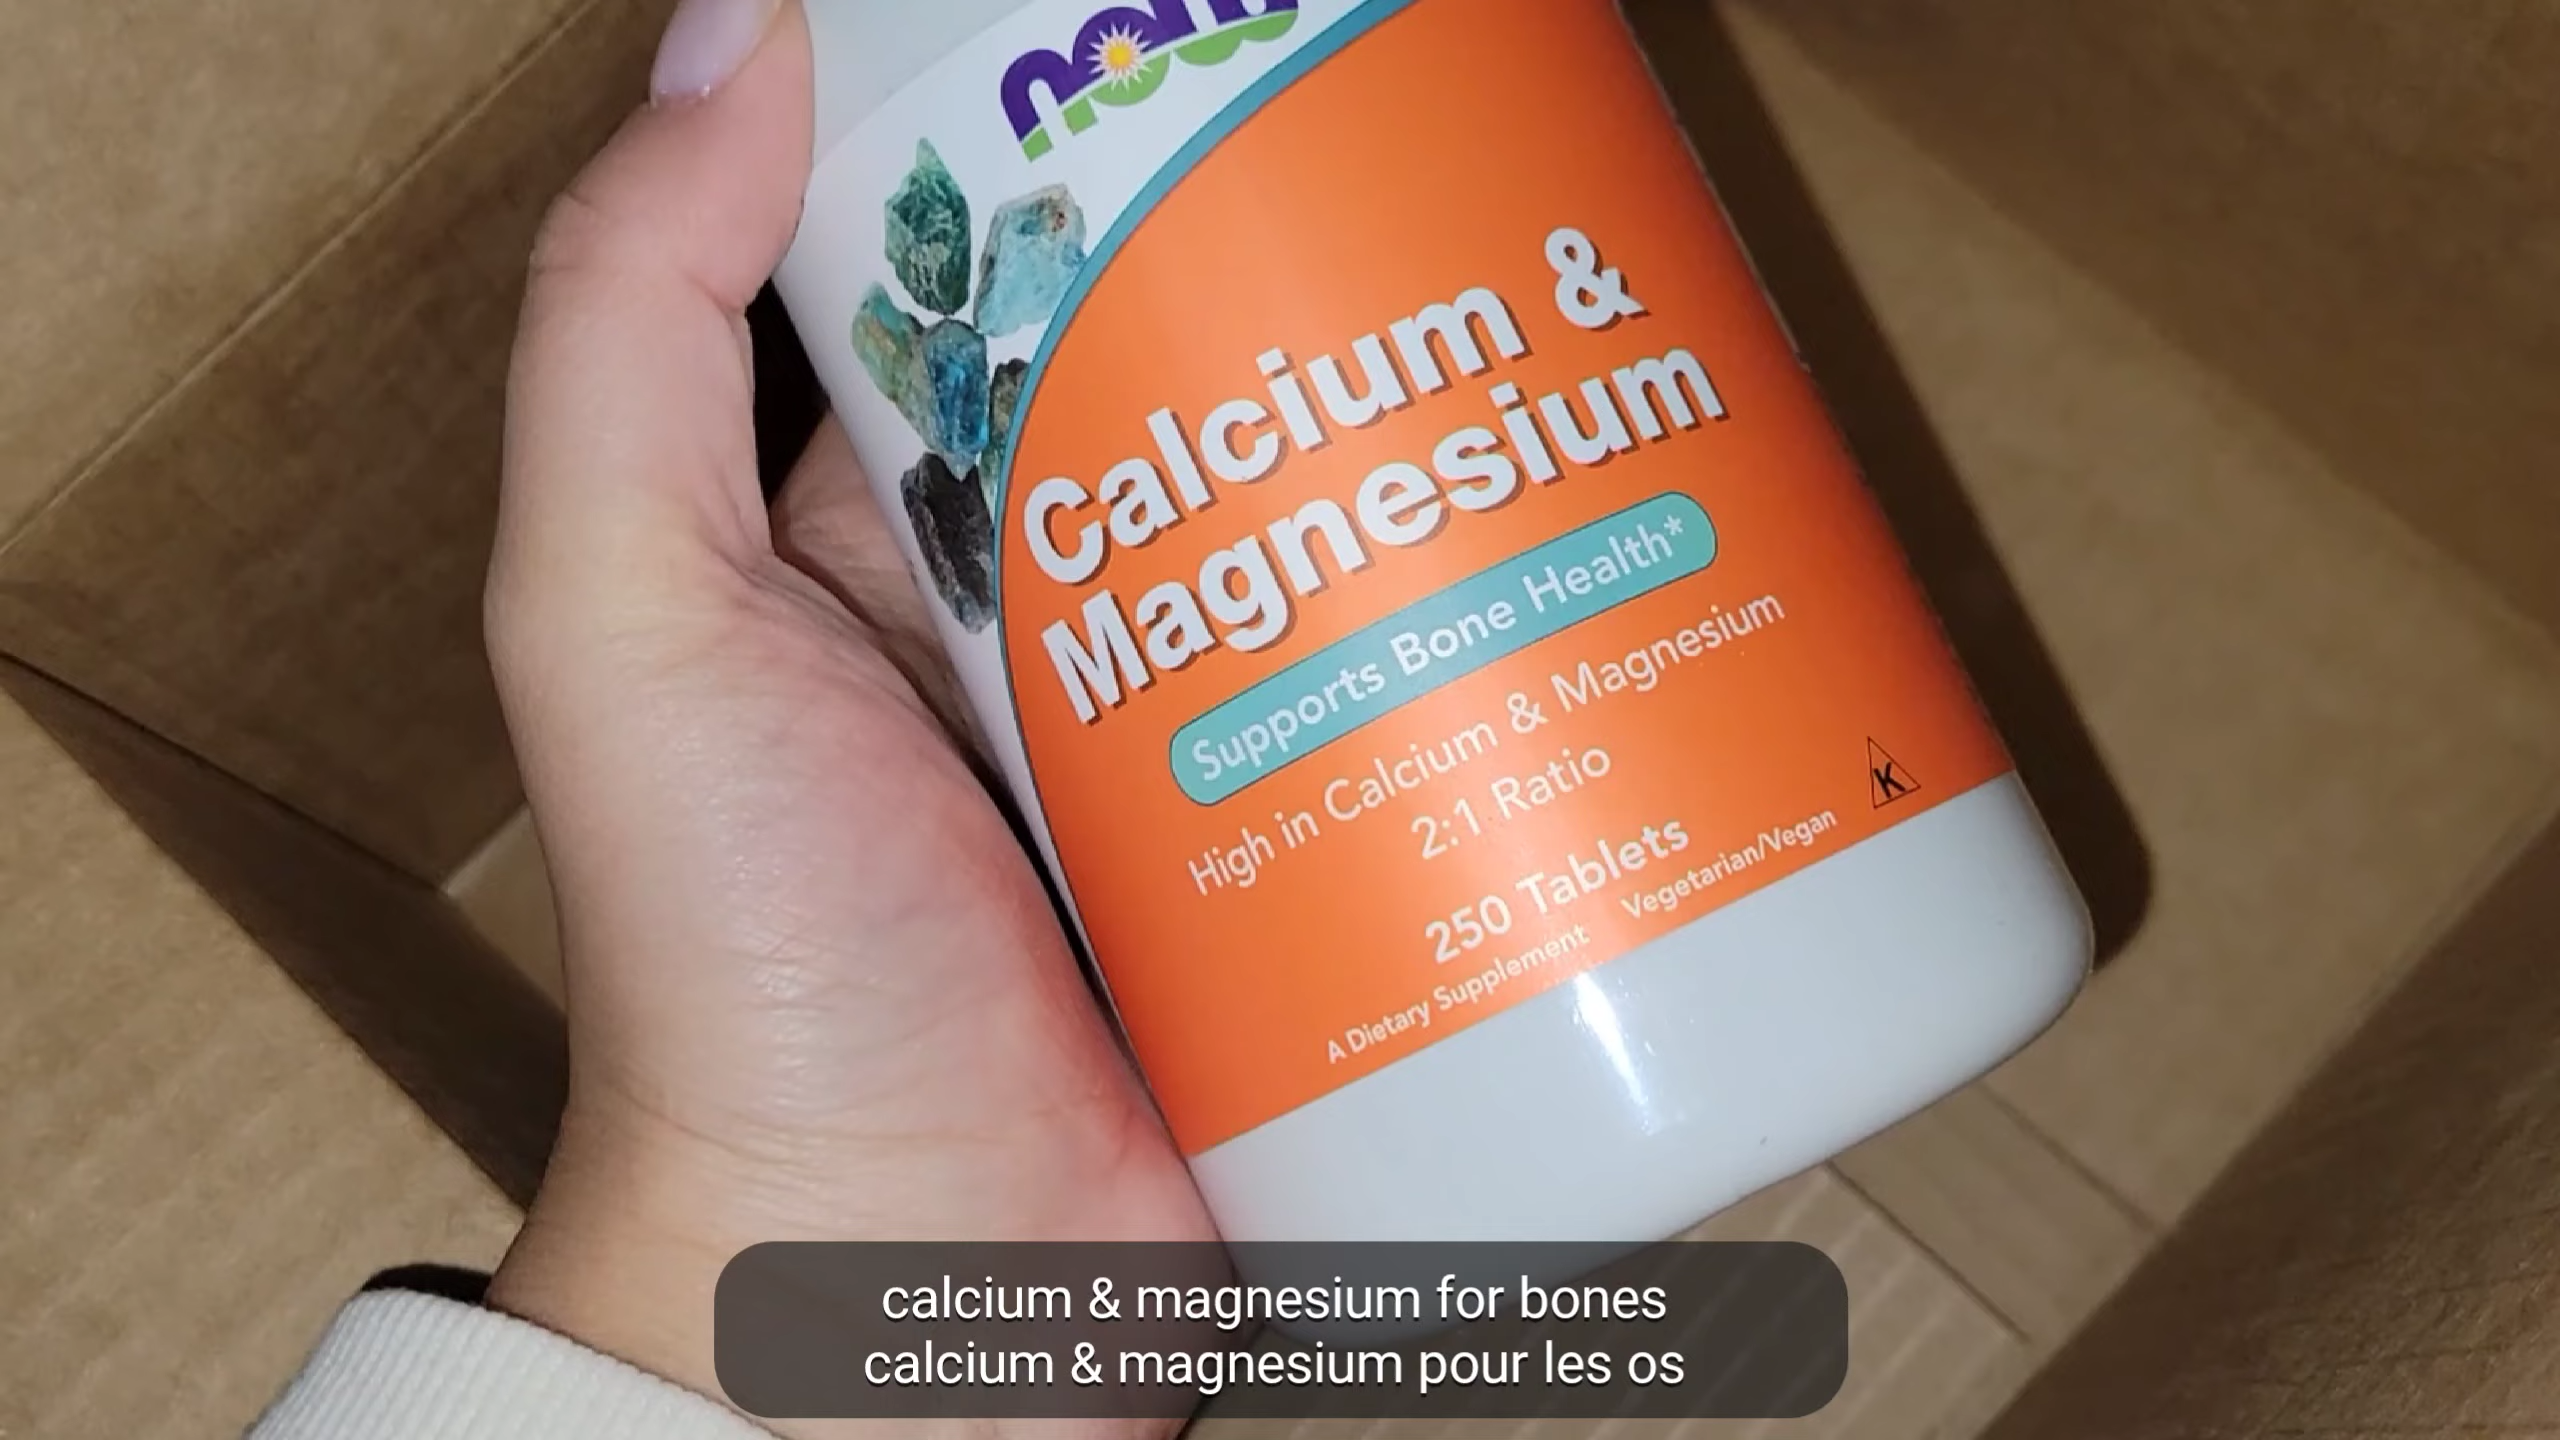 now
Calcium &
Magnesium
Supports Bone Health*
High in Calcium & Magnesium
2:1 Ratio
250 Tablets
A Dietary Supplement Vegetarian/Vegan
K
calcium & magnesium for bones
calcium & magnesium pour les os